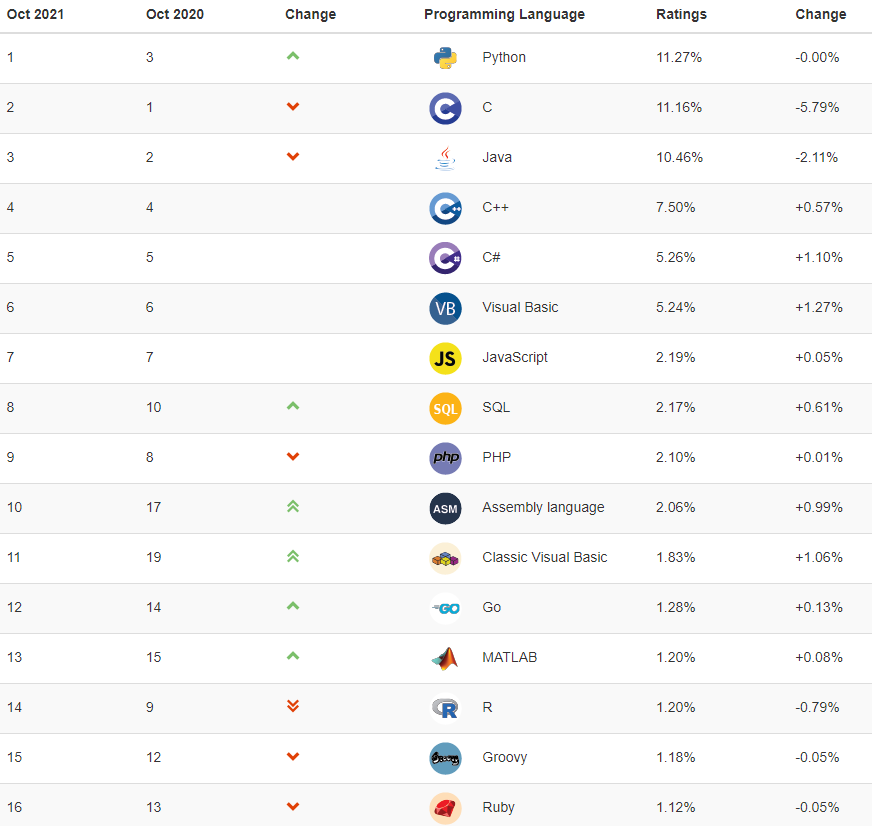 Oct 2021 Oct 2020 Change Programming Language Ratings Change
1 3 Python 11.27% -0.00%
2 1 C C 11.16% -5.79%
3 2 Java 10.46% -2.11%
4 4 C++ C++ 7.50% +0.57%
5 5 C# C# 5.26% +1.10%
6 6 VB Visual Basic 5.24% +1.27%
7 7 JS JavaScript 2.19% +0.05%
8 10 SQL SQL 2.17% +0.61%
9 8 php PHP 2.10% +0.01%
10 17 ASM Assembly language 2.06% +0.99%
11 19 Classic Visual Basic 1.83% +1.06%
12 14 GO Go 1.28% +0.13%
13 15 MATLAB 1.20% +0.08%
14 9 R R 1.20% -0.79%
15 12 Groovy 1.18% -0.05%
16 13 Ruby 1.12% -0.05%